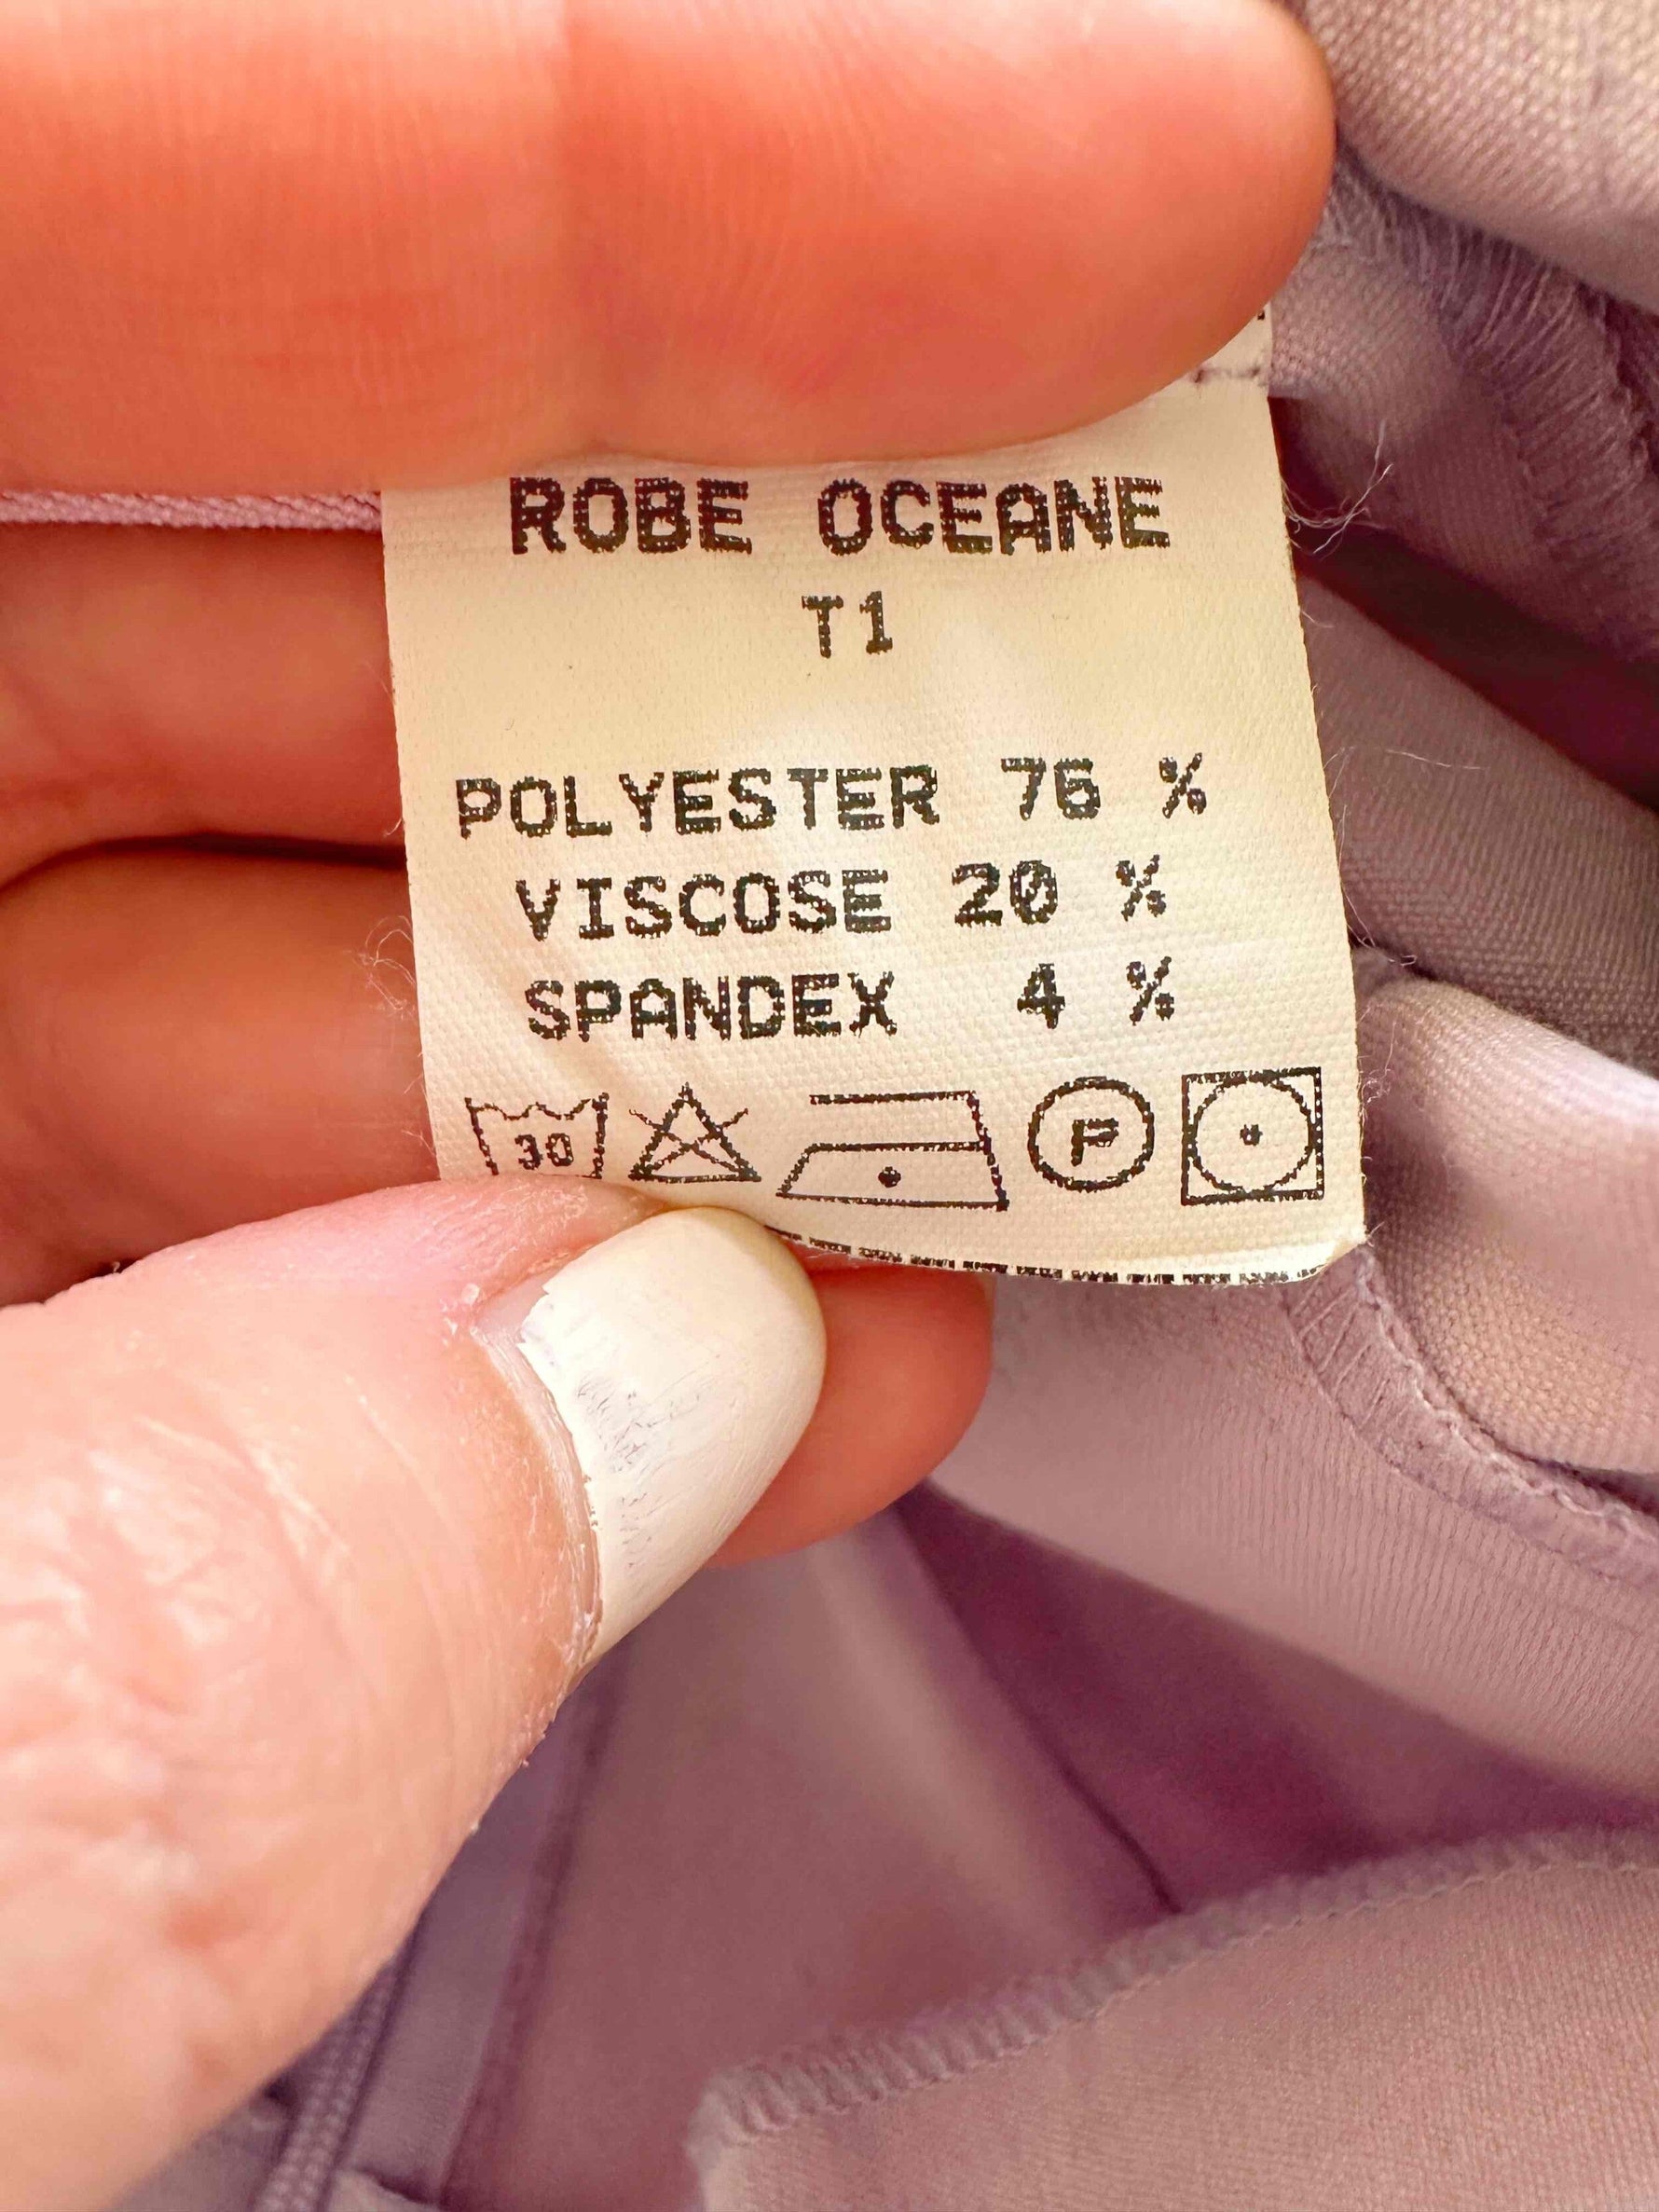 ROBE OCEANE
T1
POLYESTER 76 %
VISCOSE 20 %
SPANDEX 4 %
30 P